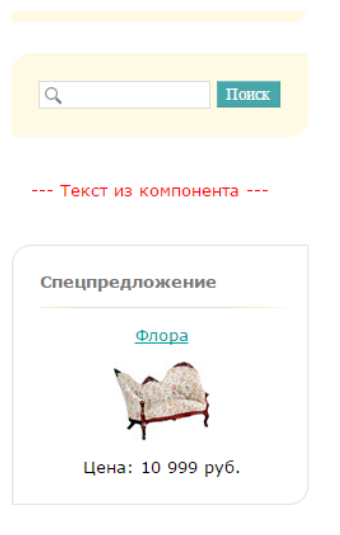 Поиск
--- Текст из компонента ---
Спецпредложение
Флора
Цена: 10 999 руб.